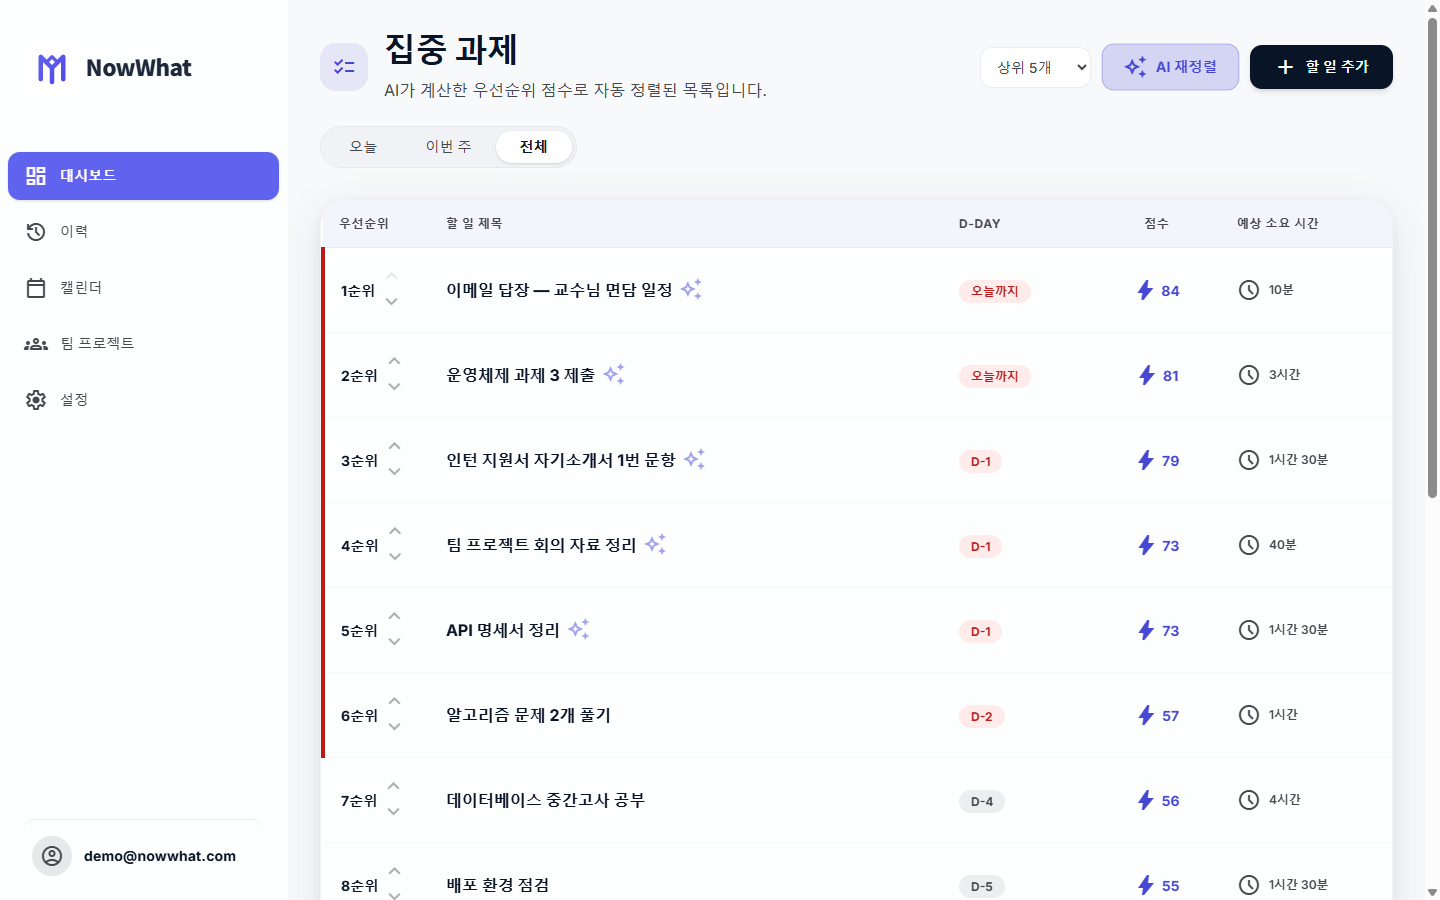 NowWhat
대시보드
이력
캘린더
팀 프로젝트
설정
demo@nowwhat.com
집중 과제
AI가 계산한 우선순위 점수로 자동 정렬된 목록입니다.
상위 5개
AI 재정렬
할 일 추가
오늘 이번 주 전체
우선순위 할 일 제목 D-DAY 점수 예상 소요 시간
1순위 이메일 답장 — 교수님 면담 일정 오늘까지 84 10분
2순위 운영체제 과제 3 제출 오늘까지 81 3시간
3순위 인턴 지원서 자기소개서 1번 문항 D-1 79 1시간 30분
4순위 팀 프로젝트 회의 자료 정리 D-1 73 40분
5순위 API 명세서 정리 D-1 73 1시간 30분
6순위 알고리즘 문제 2개 풀기 D-2 57 1시간
7순위 데이터베이스 중간고사 공부 D-4 56 4시간
8순위 배포 환경 점검 D-5 55 1시간 30분